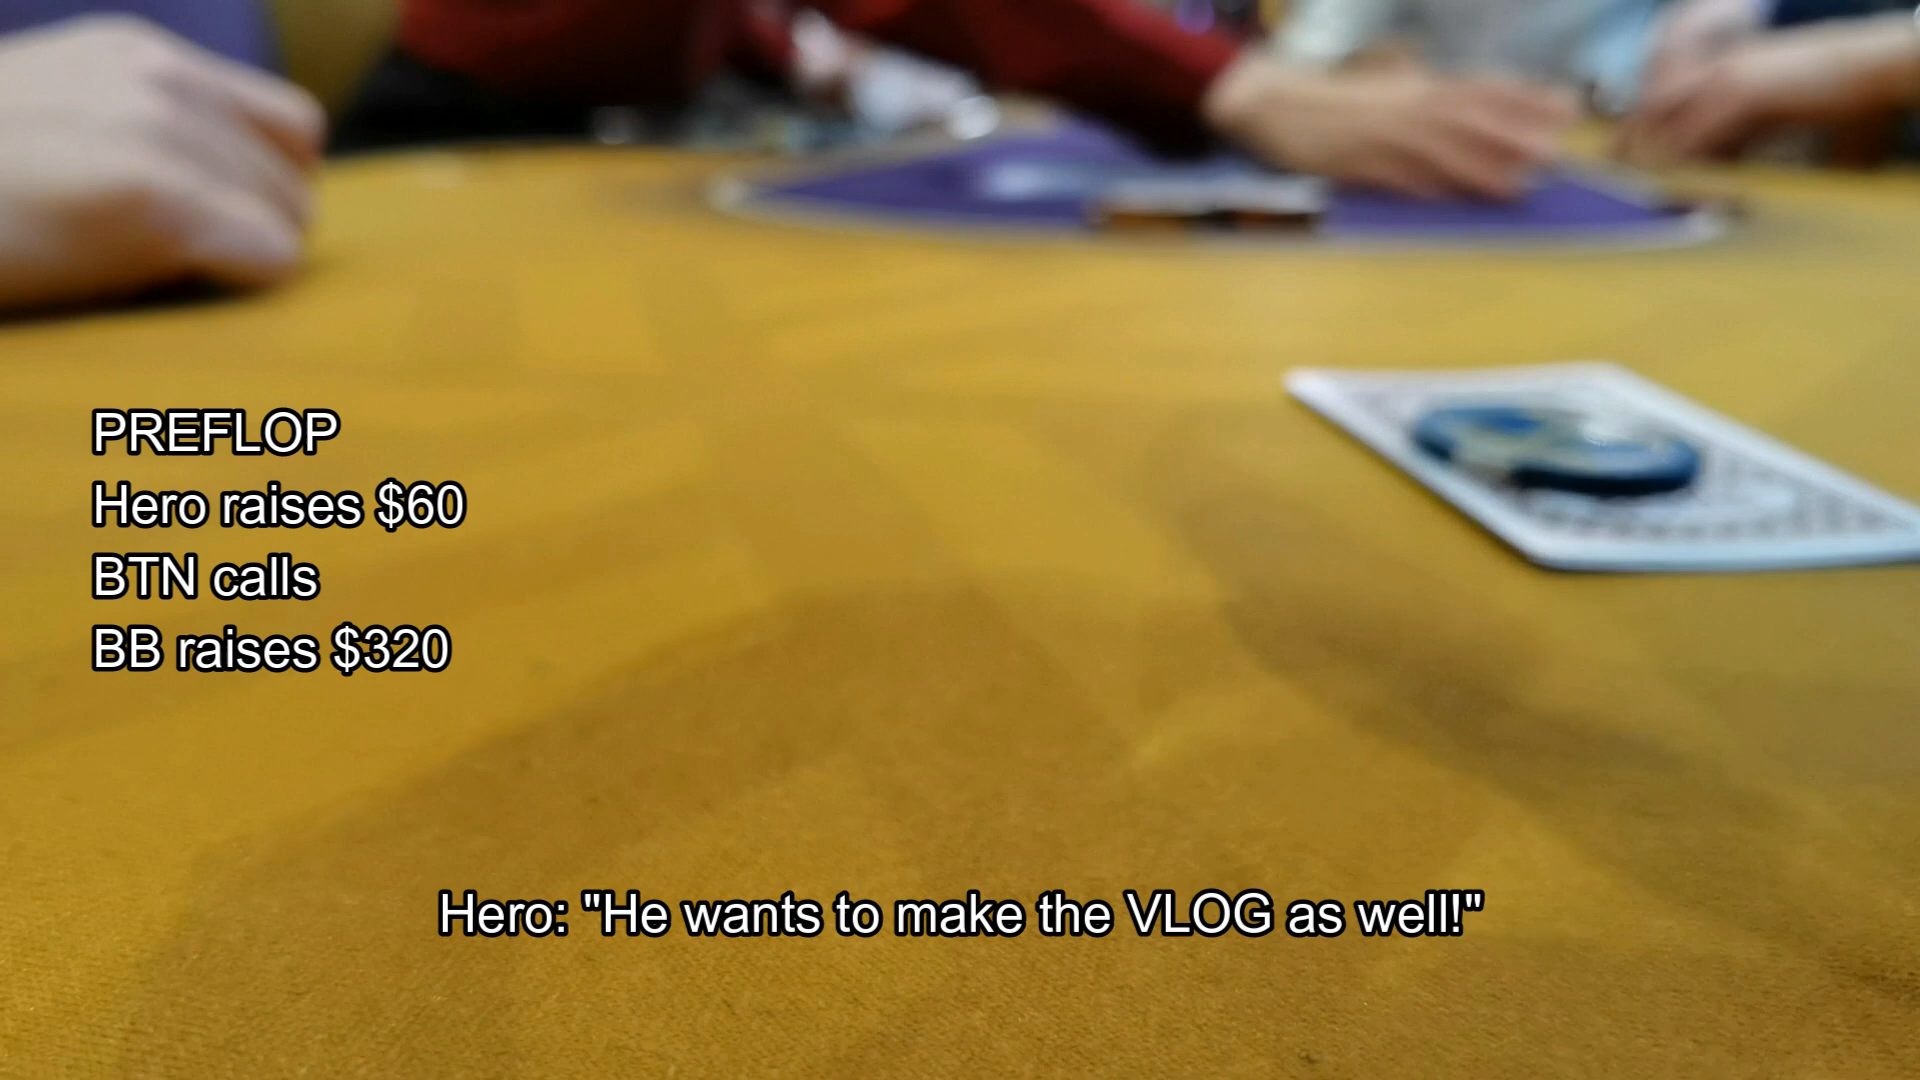 PREFLOP
Hero raises $60
BTN calls
BB raises $320
Hero: "He wants to make the VLOG as well!"